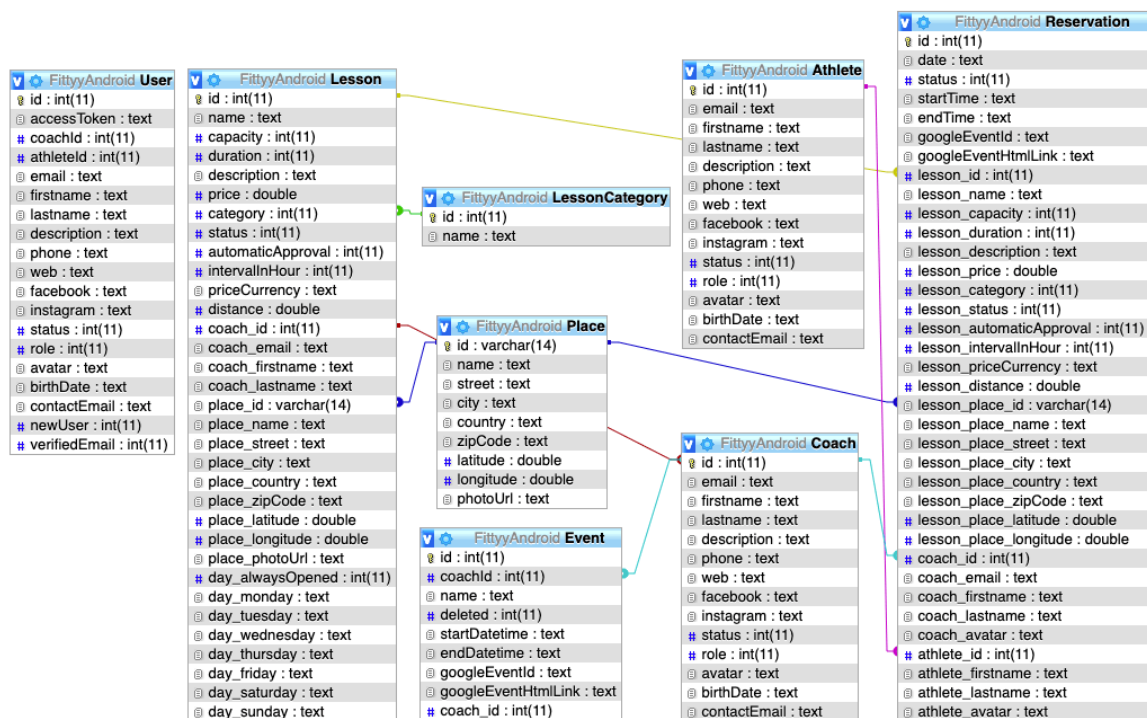 FittyyAndroid User
id : int(11)
accessToken : text
coachId : int(11)
athleteId : int(11)
email : text
firstname : text
lastname : text
description : text
phone : text
web : text
facebook : text
instagram : text
status : int(11)
role : int(11)
avatar : text
birthDate : text
contactEmail : text
newUser : int(11)
verifiedEmail : int(11)
FittyyAndroid Lesson
id : int(11)
name : text
capacity : int(11)
duration : int(11)
description : text
price : double
category : int(11)
status : int(11)
automaticApproval : int(11)
intervalInHour : int(11)
priceCurrency : text
distance : double
coach_id : int(11)
coach_email : text
coach_firstname : text
coach_lastname : text
place_id : varchar(14)
place_name : text
place_street : text
place_city : text
place_country : text
place_zipCode : text
place_latitude : double
place_longitude : double
place_photoUrl : text
day_alwaysOpened : int(11)
day_monday : text
day_tuesday : text
day_wednesday : text
day_thursday : text
day_friday : text
day_saturday : text
day_sunday : text
FittyyAndroid LessonCategory
id : int(11)
name : text
FittyyAndroid Place
id : varchar(14)
name : text
street : text
city : text
country : text
zipCode : text
latitude : double
longitude : double
photoUrl : text
FittyyAndroid Event
id : int(11)
coachId : int(11)
name : text
deleted : int(11)
startDatetime : text
endDatetime : text
googleEventId : text
googleEventHtmlLink : text
coach_id : int(11)
FittyyAndroid Athlete
id : int(11)
email : text
firstname : text
lastname : text
description : text
phone : text
web : text
facebook : text
instagram : text
status : int(11)
role : int(11)
avatar : text
birthDate : text
contactEmail : text
FittyyAndroid Coach
id : int(11)
email : text
firstname : text
lastname : text
description : text
phone : text
web : text
facebook : text
instagram : text
status : int(11)
role : int(11)
avatar : text
birthDate : text
contactEmail : text
FittyyAndroid Reservation
id : int(11)
date : text
status : int(11)
startTime : text
endTime : text
googleEventId : text
googleEventHtmlLink : text
lesson_id : int(11)
lesson_name : text
lesson_capacity : int(11)
lesson_duration : int(11)
lesson_description : text
lesson_price : double
lesson_category : int(11)
lesson_status : int(11)
lesson_automaticApproval : int(11)
lesson_intervalInHour : int(11)
lesson_priceCurrency : text
lesson_distance : double
lesson_place_id : varchar(14)
lesson_place_name : text
lesson_place_street : text
lesson_place_city : text
lesson_place_country : text
lesson_place_zipCode : text
lesson_place_latitude : double
lesson_place_longitude : double
coach_id : int(11)
coach_email : text
coach_firstname : text
coach_lastname : text
coach_avatar : text
athlete_id : int(11)
athlete_firstname : text
athlete_lastname : text
athlete_avatar : text